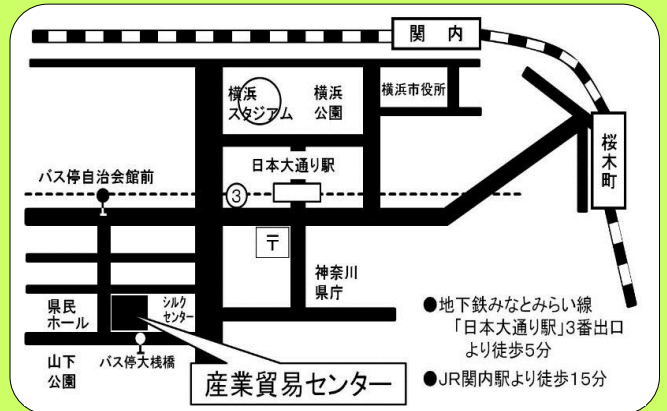 関 内
横浜
スタジアム
横浜
公園
横浜市役所
桜木町
日本大通り駅
バス停自治会館前
③
〒
神奈川
県庁
県民
ホール
シルク
センター
山下
公園
バス停大桟橋
産業貿易センター
●地下鉄みなとみらい線
「日本大通り駅」3番出口
より徒歩5分
●JR関内駅より徒歩15分